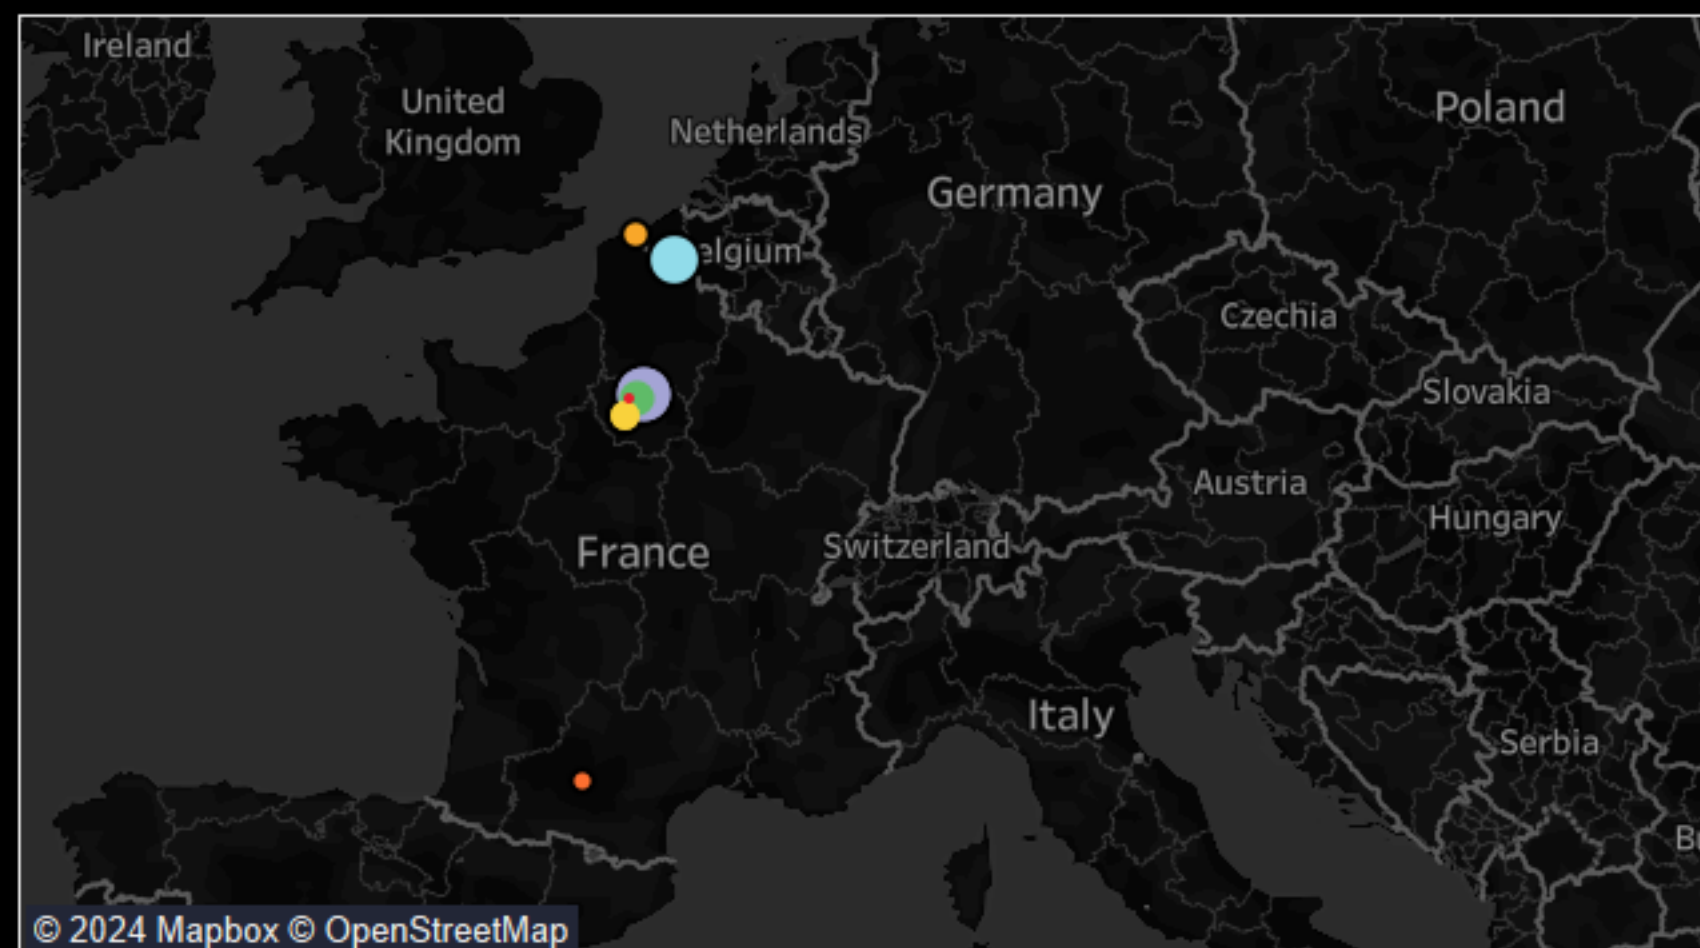 Ireland
United
Kingdom
Netherlands
Poland
Germany
elgium
Czechia
Slovakia
Austria
Hungary
France
Switzerland
Italy
Serbia
© 2024 Mapbox © OpenStreetMap